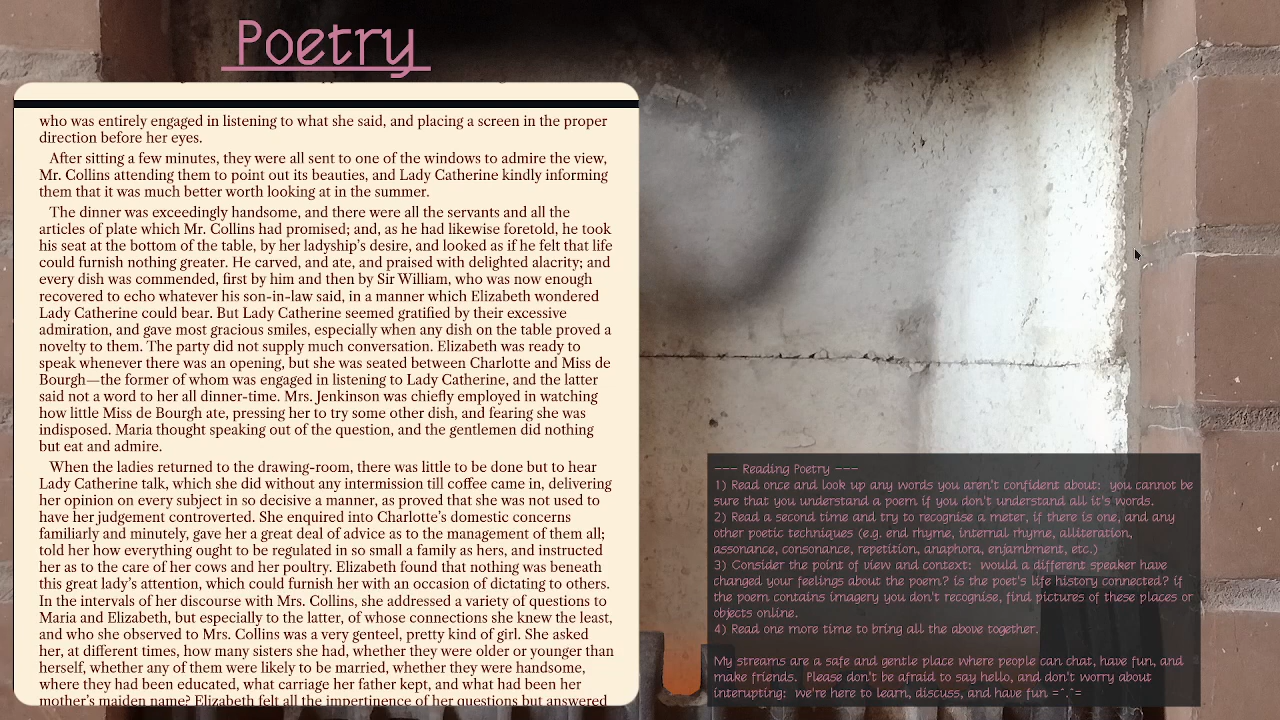 Poetry
who was entirely engaged in listening to what she said, and placing a screen in the proper
direction before her eyes.
After sitting a few minutes, they were all sent to one of the windows to admire the view,
Mr. Collins attending them to point out its beauties, and Lady Catherine kindly informing
them that it was much better worth looking at in the summer.
The dinner was exceedingly handsome, and there were all the servants and all the
articles of plate which Mr. Collins had promised; and, as he had likewise foretold, he took
his seat at the bottom of the table, by her ladyship's desire, and looked as if he felt that life
could furnish nothing greater. He carved, and ate, and praised with delighted alacrity; and
every dish was commended, first by him and then by Sir William, who was now enough
recovered to echo whatever his son-in-law said, in a manner which Elizabeth wondered
Lady Catherine could bear. But Lady Catherine seemed gratified by their excessive
admiration, and gave most gracious smiles, especially when any dish on the table proved a
novelty to them. The party did not supply much conversation. Elizabeth was ready to
speak whenever there was an opening, but she was seated between Charlotte and Miss de
Bourgh—the former of whom was engaged in listening to Lady Catherine, and the latter
said not a word to her all dinner-time. Mrs. Jenkinson was chiefly employed in watching
how little Miss de Bourgh ate, pressing her to try some other dish, and fearing she was
indisposed. Maria thought speaking out of the question, and the gentlemen did nothing
but eat and admire.
When the ladies returned to the drawing-room, there was little to be done but to hear
Lady Catherine talk, which she did without any intermission till coffee came in, delivering
her opinion on every subject in so decisive a manner, as proved that she was not used to
have her judgement controverted. She enquired into Charlotte's domestic concerns
familiarly and minutely, gave her a great deal of advice as to the management of them all;
told her how everything ought to be regulated in so small a family as hers, and instructed
her as to the care of her cows and her poultry. Elizabeth found that nothing was beneath
this great lady's attention, which could furnish her with an occasion of dictating to others.
In the intervals of her discourse with Mrs. Collins, she addressed a variety of questions to
Maria and Elizabeth, but especially to the latter, of whose connections she knew the least,
and who she observed to Mrs. Collins was a very genteel, pretty kind of girl. She asked
her, at different times, how many sisters she had, whether they were older or younger than
herself, whether any of them were likely to be married, whether they were handsome,
where they had been educated, what carriage her father kept, and what had been her
mother's maiden name? Elizabeth felt all the impertinence of her questions but answered
--- Reading Poetry ---
1) Read once and look up any words you aren't confident about:  you cannot be
sure that you understand a poem if you don't understand all it's words.
2) Read a second time and try to recognise a meter, if there is one, and any
other poetic techniques (e.g. end rhyme, internal rhyme, alliteration,
assonance, consonance, repetition, anaphora, enjambment, etc.)
3) Consider the point of view and context:  would a different speaker have
changed your feelings about the poem? is the poet's life history connected? if
the poem contains imagery you don't recognise, find pictures of these places or
objects online.
4) Read one more time to bring all the above together.
My streams are a safe and gentle place where people can chat, have fun, and
make friends.  Please don't be afraid to say hello, and don't worry about
interupting:  we're here to learn, discuss, and have fun =^.^=